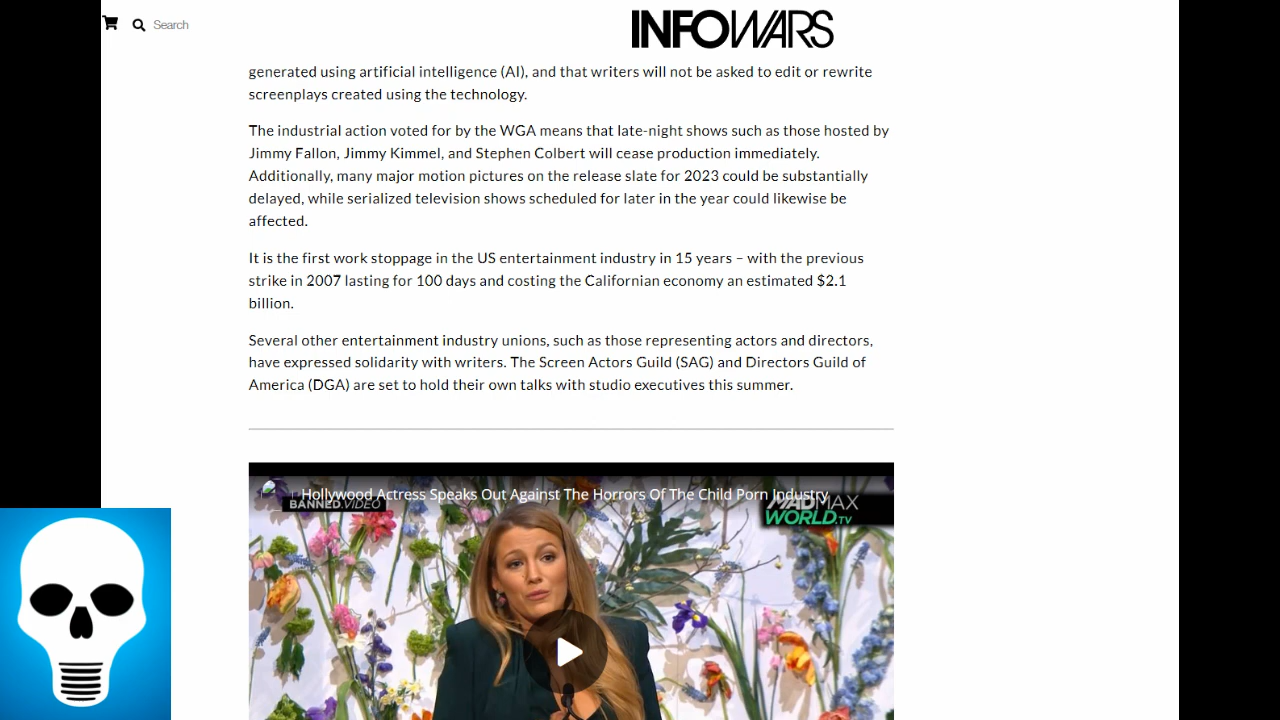 Search
INFOWARS
generated using artificial intelligence (AI), and that writers will not be asked to edit or rewrite
screenplays created using the technology.
The industrial action voted for by the WGA means that late-night shows such as those hosted by
Jimmy Fallon, Jimmy Kimmel, and Stephen Colbert will cease production immediately.
Additionally, many major motion pictures on the release slate for 2023 could be substantially
delayed, while serialized television shows scheduled for later in the year could likewise be
affected.
It is the first work stoppage in the US entertainment industry in 15 years – with the previous
strike in 2007 lasting for 100 days and costing the Californian economy an estimated $2.1
billion.
Several other entertainment industry unions, such as those representing actors and directors,
have expressed solidarity with writers. The Screen Actors Guild (SAG) and Directors Guild of
America (DGA) are set to hold their own talks with studio executives this summer.
Hollywood Actress Speaks Out Against The Horrors Of The Child Porn Industry
BANNED.VIDEO
MADMAX
WORLD.TV